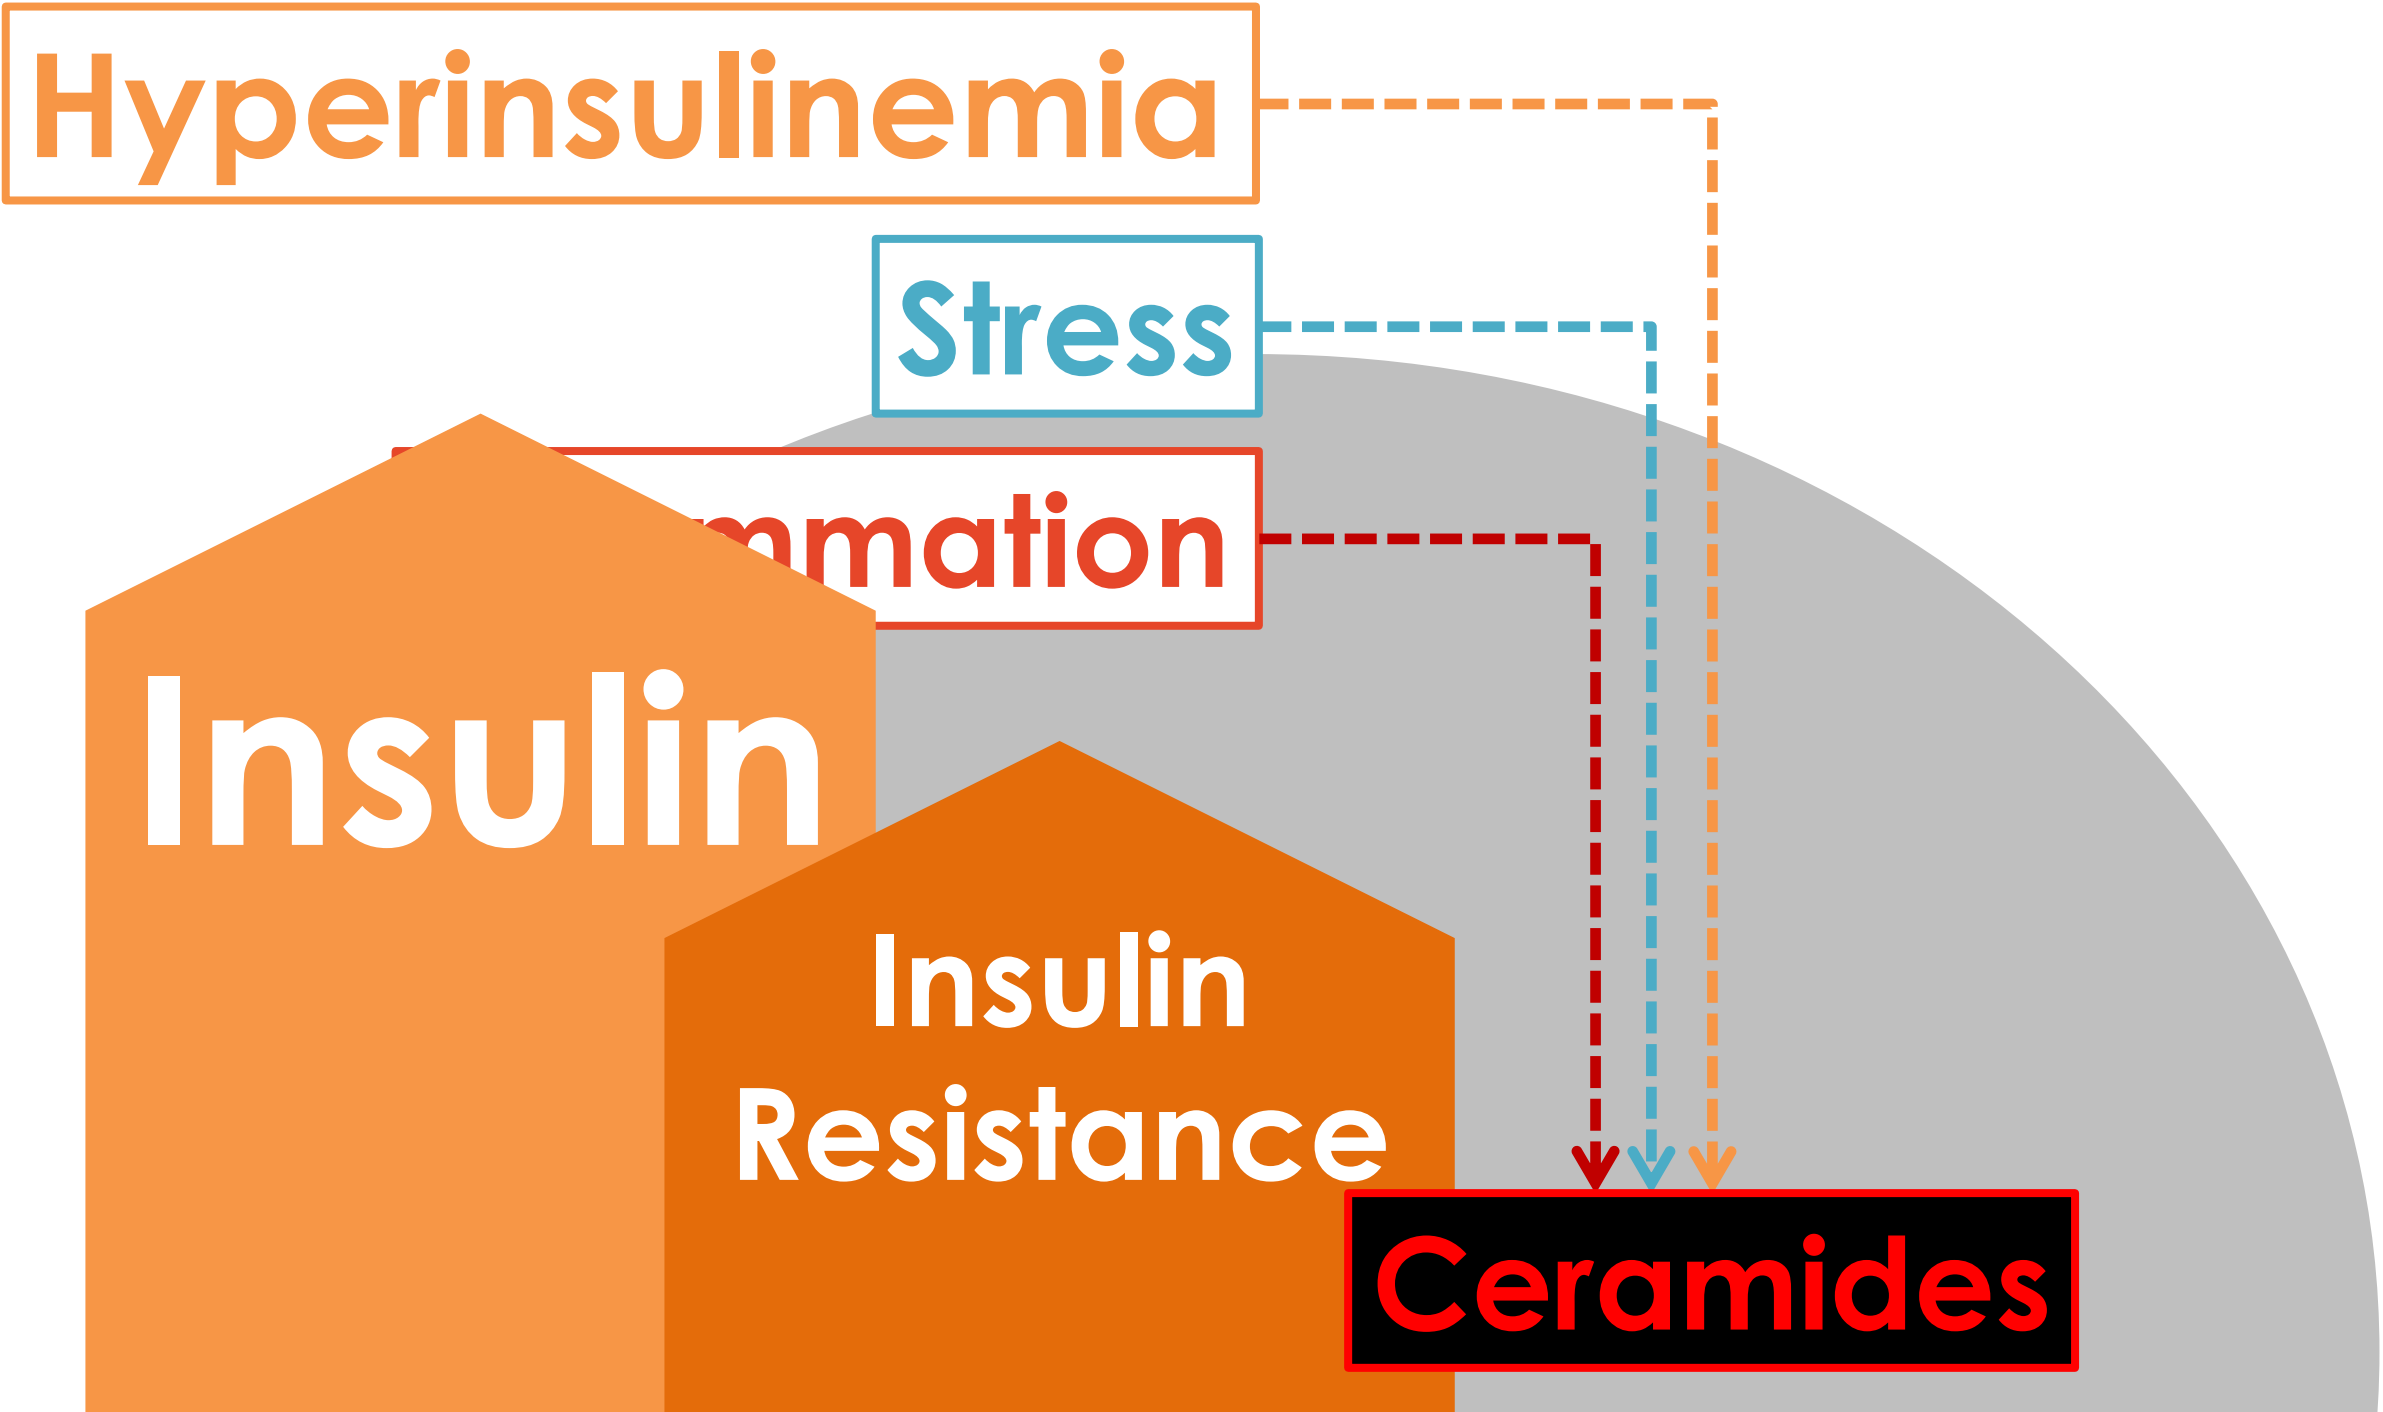 Hyperinsulinemia
Stress
mmation
Insulin
Insulin
Resistance
Ceramides